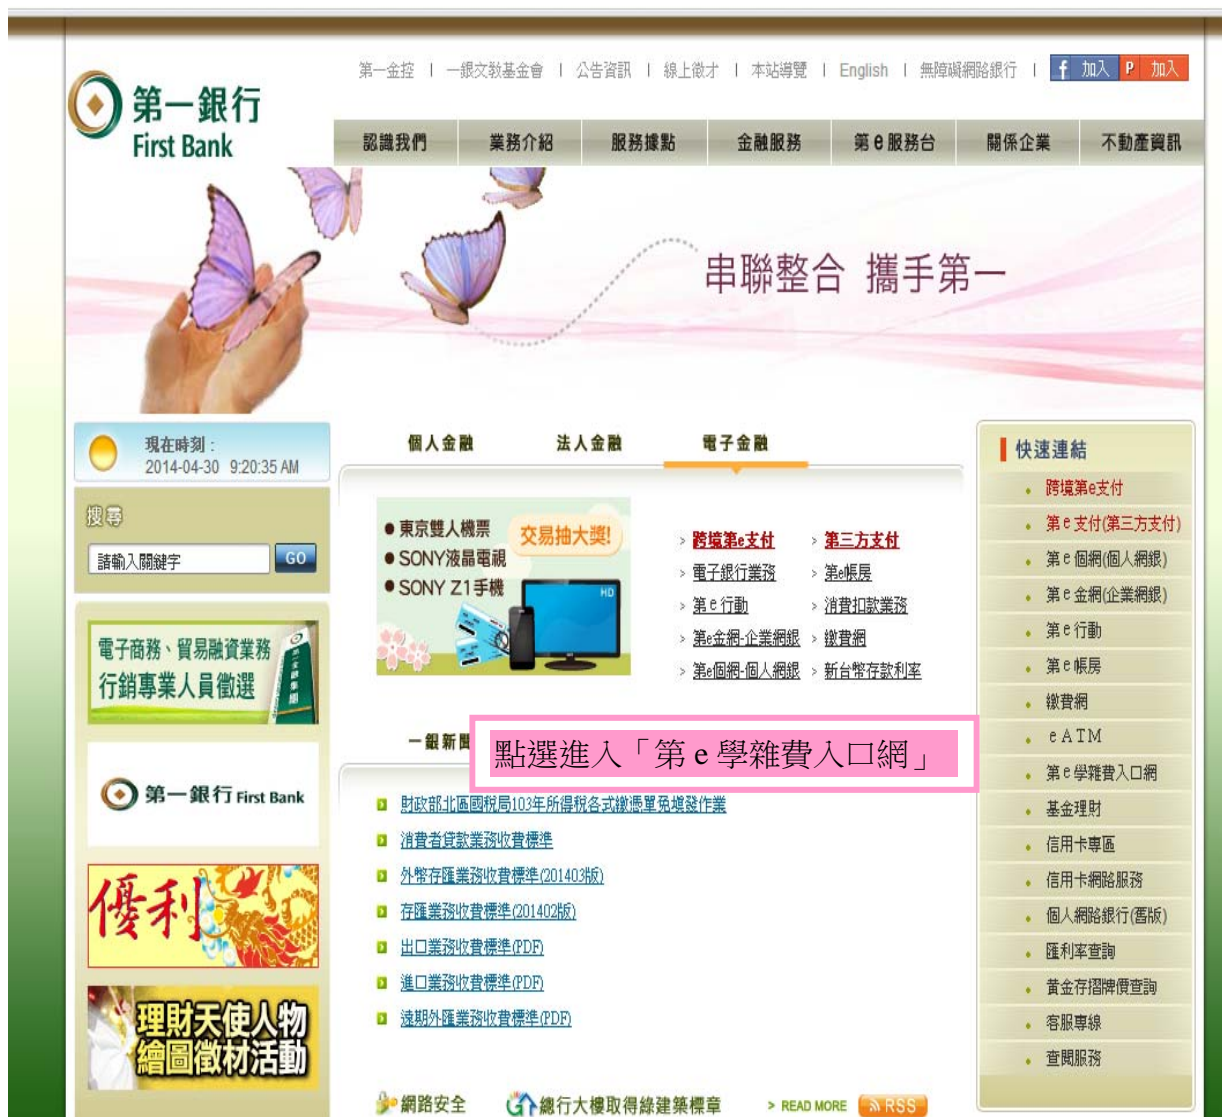 第一金控 | 一銀文教基金會 | 公告資訊 | 線上徵才 | 本站導覽 | English | 無障礙網路銀行 | f 加入 P 加入
第一銀行
First Bank
認識我們 業務介紹 服務據點 金融服務 第e服務台 關係企業 不動產資訊
串聯整合 攜手第一
現在時刻 :
2014-04-30 9:20:35 AM
搜尋
請輸入關鍵字 GO
電子商務、貿易融資業務
行銷專業人員徵選
第一銀行 First Bank
優利
理財天使人物
繪圖徵材活動
個人金融 法人金融 電子金融
● 東京雙人機票
● SONY液晶電視
● SONY Z1手機
交易抽大獎!
HD
> 跨境第e支付 > 第三方支付
> 電子銀行業務 > 第e帳房
> 第e行動 > 消費扣款業務
> 第e金網-企業網銀 > 繳費網
> 第e個網-個人網銀 > 新台幣存款利率
一銀新聞
點選進入「第 e 學雜費入口網」
財政部北區國稅局103年所得稅各式繳憑單免填發作業
消費者貸款業務收費標準
外幣存匯業務收費標準(201403版)
存匯業務收費標準(201402版)
出口業務收費標準(PDF)
進口業務收費標準(PDF)
遠期外匯業務收費標準(PDF)
網路安全 總行大樓取得綠建築標章 > READ MORE RSS
快速連結
跨境第e支付
第e支付(第三方支付)
第e個網(個人網銀)
第e金網(企業網銀)
第e行動
第e帳房
繳費網
eATM
第e學雜費入口網
基金理財
信用卡專區
信用卡網路服務
個人網路銀行(舊版)
匯利率查詢
黃金存摺牌價查詢
客服專線
查閱服務